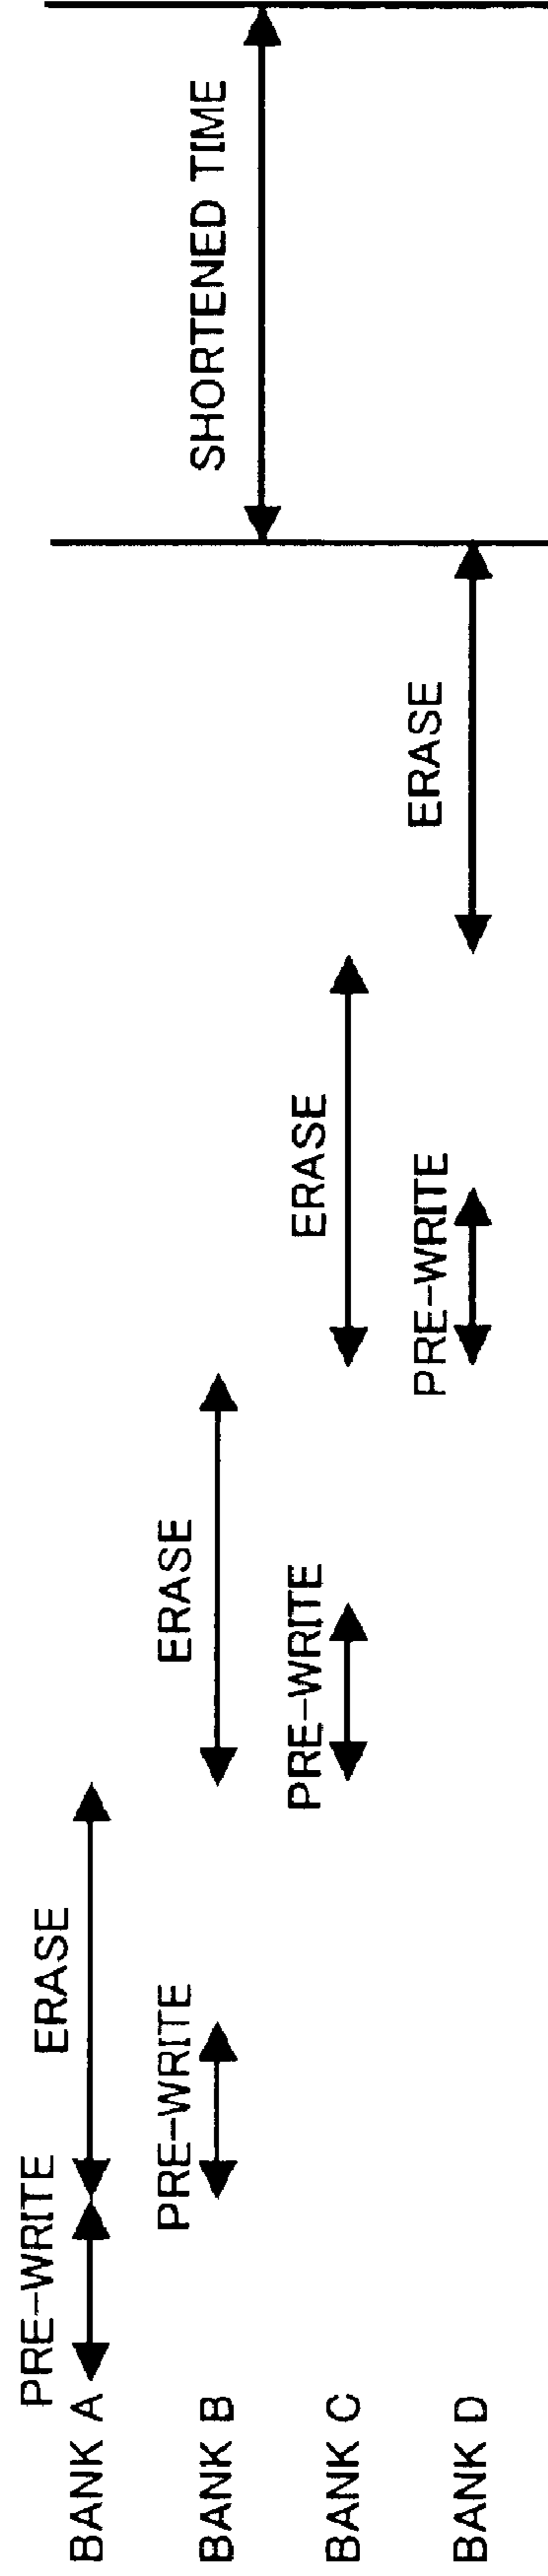 BANK A
PRE-WRITE
ERASE
BANK B
PRE-WRITE
ERASE
SHORTENED TIME
BANK C
PRE-WRITE
ERASE
BANK D
PRE-WRITE
ERASE